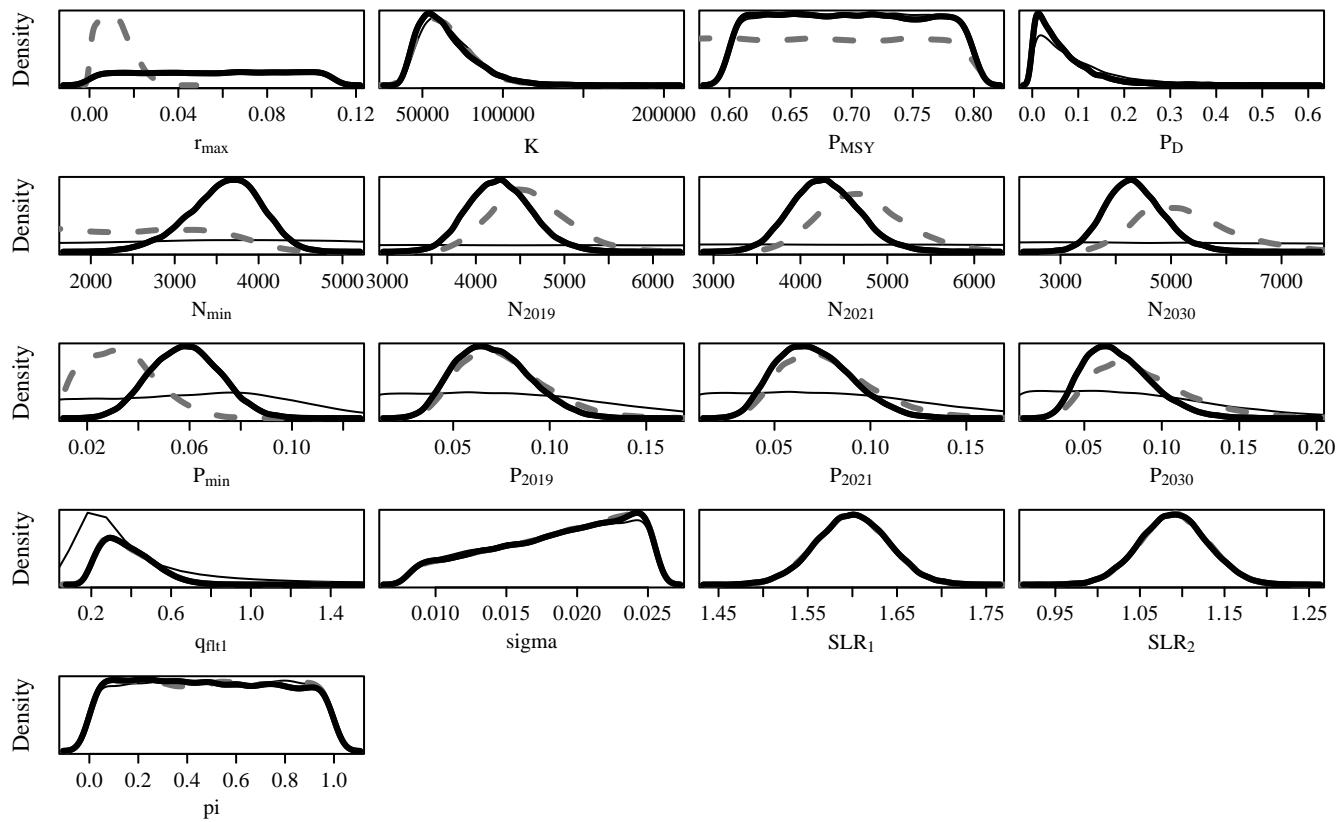 Density
0.00 0.04 0.08 0.12
r_max
50000 100000 200000
K
0.60 0.65 0.70 0.75 0.80
P_MSY
0.0 0.1 0.2 0.3 0.4 0.5 0.6
P_D
Density
2000 3000 4000 5000
N_min
3000 4000 5000 6000
N_2019
3000 4000 5000 6000
N_2021
3000 5000 7000
N_2030
Density
0.02 0.06 0.10
P_min
0.05 0.10 0.15
P_2019
0.05 0.10 0.15
P_2021
0.05 0.10 0.15 0.20
P_2030
Density
0.2 0.6 1.0 1.4
q_flt1
0.010 0.015 0.020 0.025
sigma
1.45 1.55 1.65 1.75
SLR_1
0.95 1.05 1.15 1.25
SLR_2
Density
0.0 0.2 0.4 0.6 0.8 1.0
pi